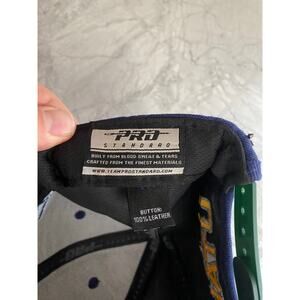 PRO
STANDARD
BUILT FROM BLOOD SWEAT & TEARS
CRAFTED FROM THE FINEST MATERIALS
WWW.TEAMPROSTANDARD.COM
BUTTON:
100% LEATHER